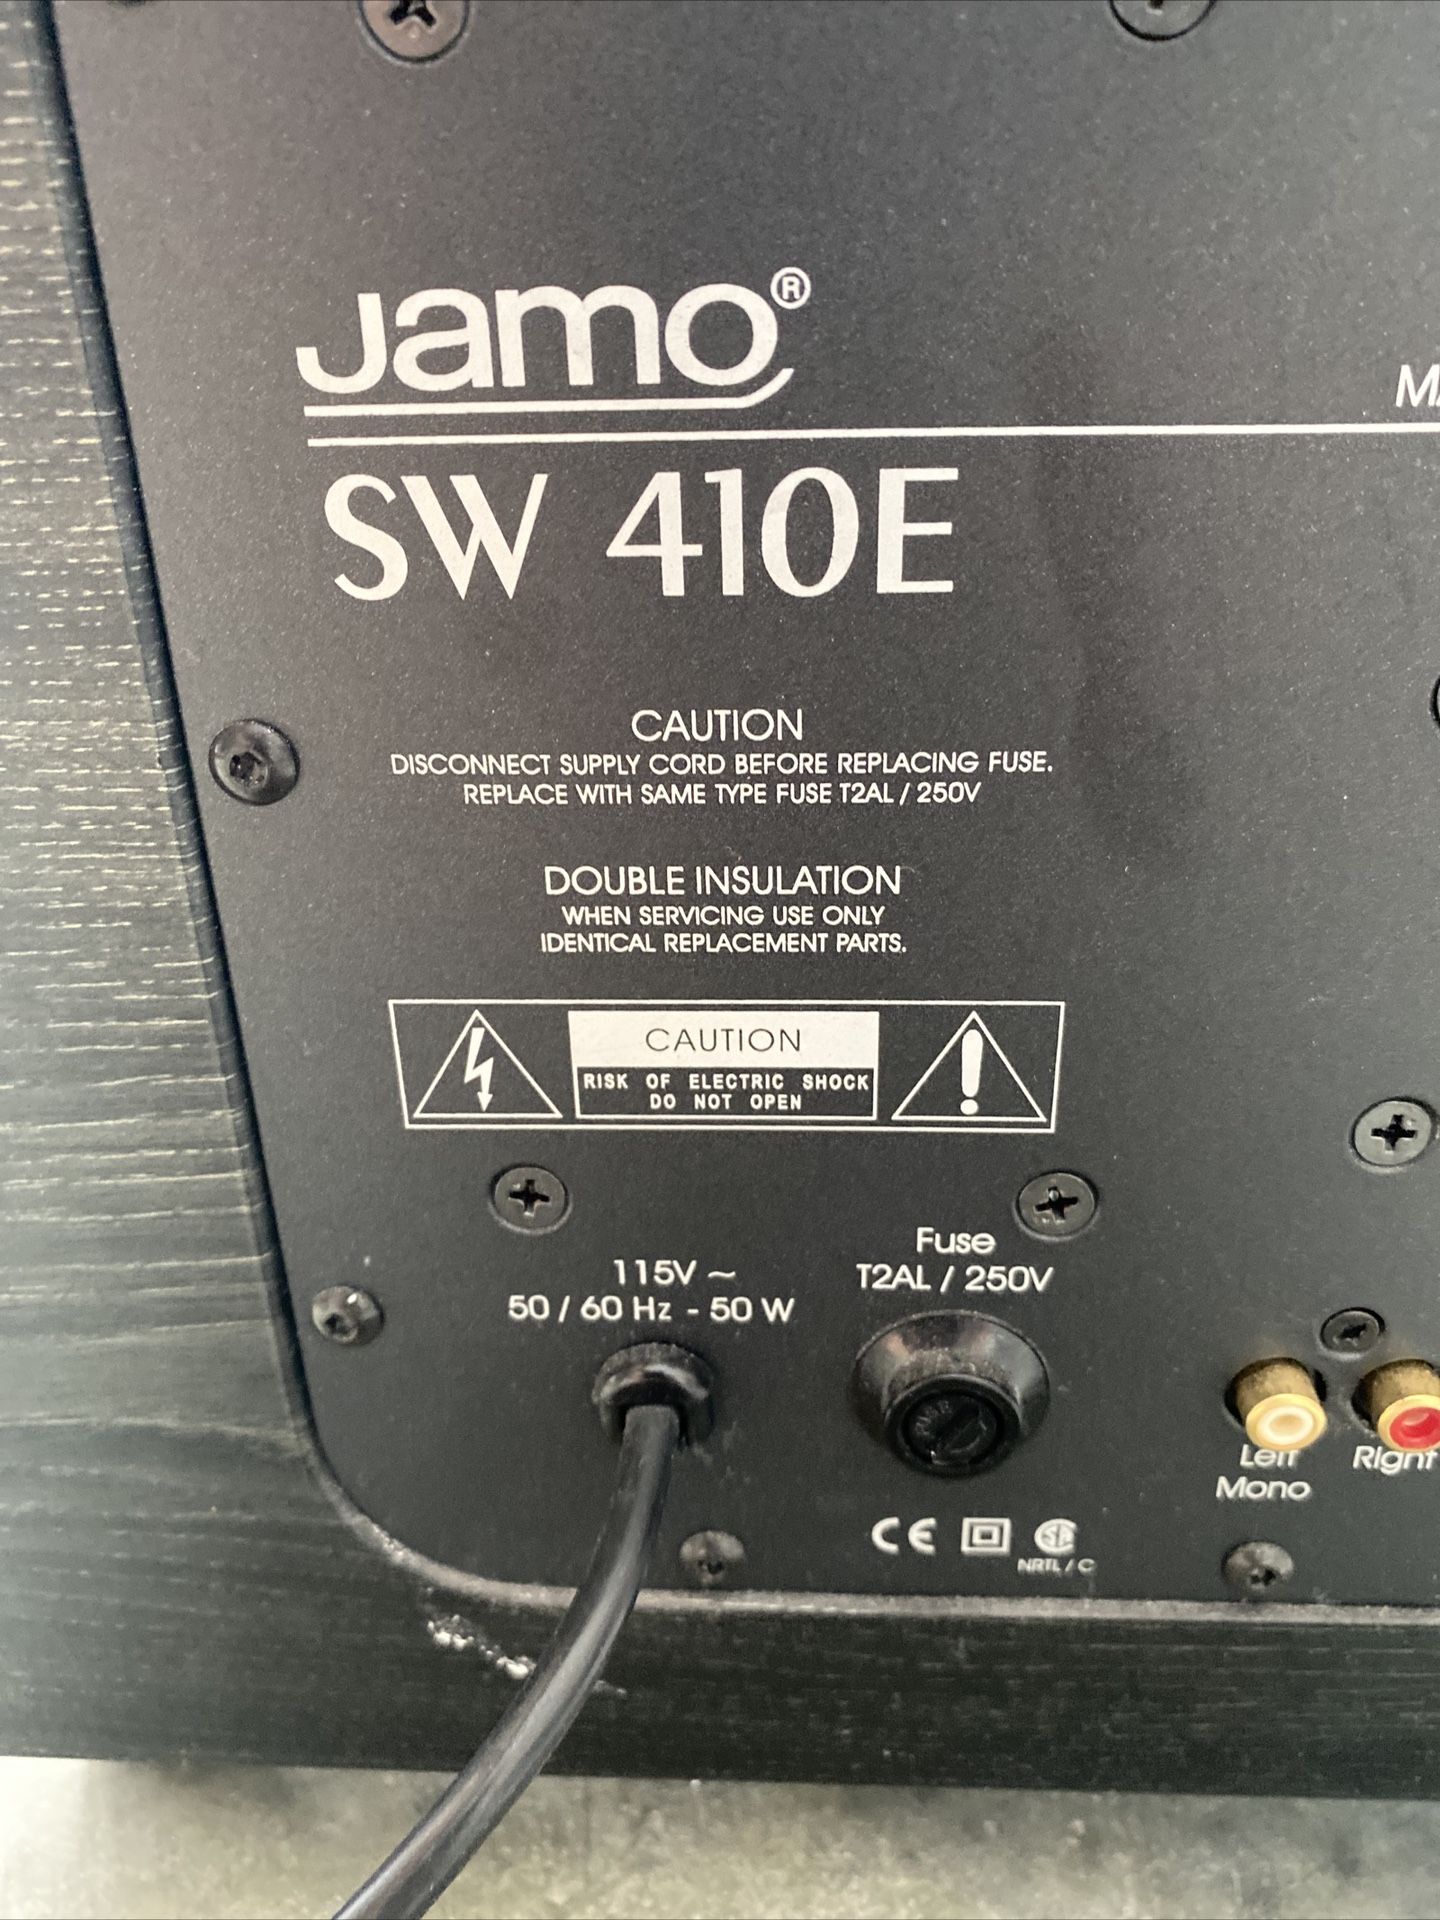 Jamo®
SW 410E
CAUTION
DISCONNECT SUPPLY CORD BEFORE REPLACING FUSE.
REPLACE WITH SAME TYPE FUSE T2AL / 250V
DOUBLE INSULATION
WHEN SERVICING USE ONLY
IDENTICAL REPLACEMENT PARTS.
CAUTION
RISK OF ELECTRIC SHOCK
DO NOT OPEN
115V ~
50 / 60 Hz - 50 W
Fuse
T2AL / 250V
FUSE
Left
Mono
Right
CE
NRTL / C